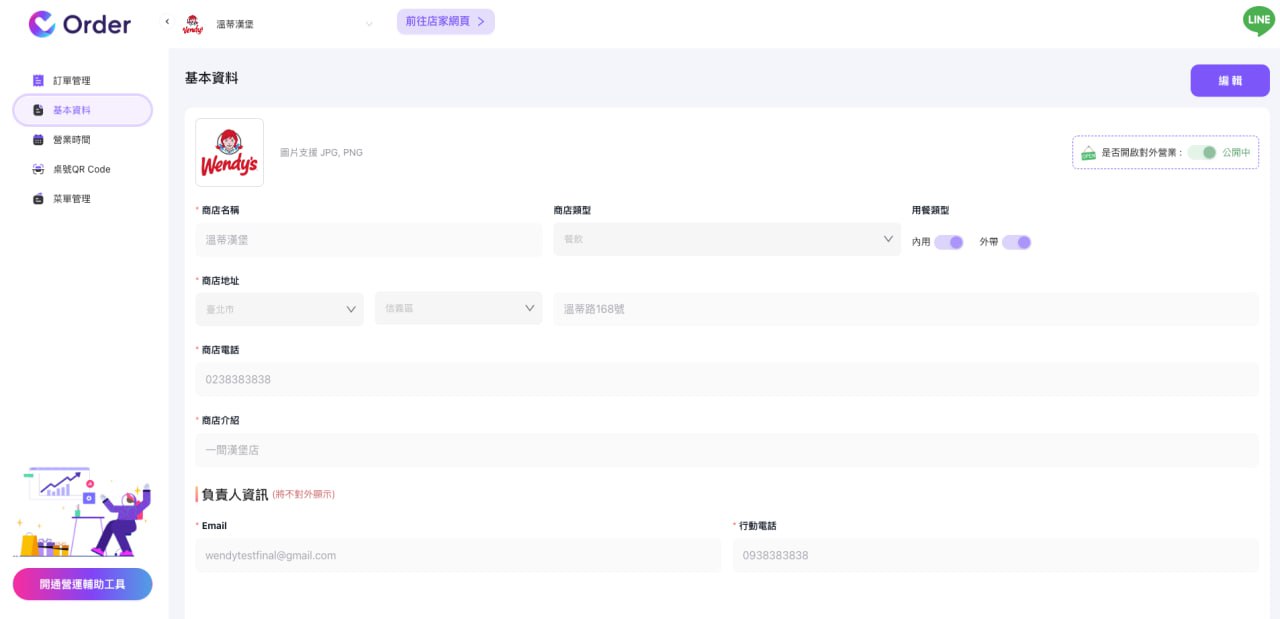 Order
Wendy's
溫蒂漢堡
前往店家網頁
LINE
訂單管理
基本資料
營業時間
桌號QR Code
菜單管理
開通營運輔助工具
基本資料
編輯
Wendy's
圖片支援 JPG, PNG
OPEN
是否開啟對外營業 :
公開中
* 商店名稱
溫蒂漢堡
商店類型
餐飲
用餐類型
內用
外帶
* 商店地址
臺北市
信義區
溫蒂路168號
* 商店電話
0238383838
* 商店介紹
一間漢堡店
負責人資訊 (將不對外顯示)
* Email
wendytestfinal@gmail.com
* 行動電話
0938383838